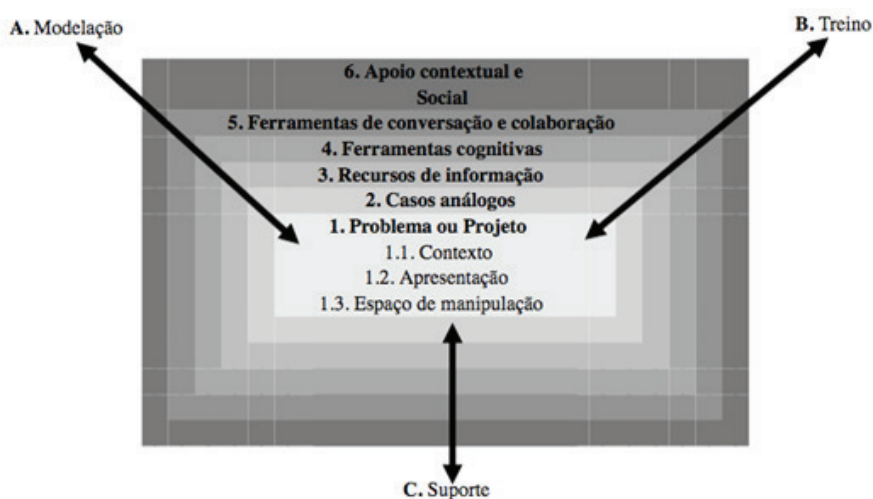 A. Modelação
B. Treino
6. Apoio contextual e
Social
5. Ferramentas de conversação e colaboração
4. Ferramentas cognitivas
3. Recursos de informação
2. Casos análogos
1. Problema ou Projeto
1.1. Contexto
1.2. Apresentação
1.3. Espaço de manipulação
C. Suporte